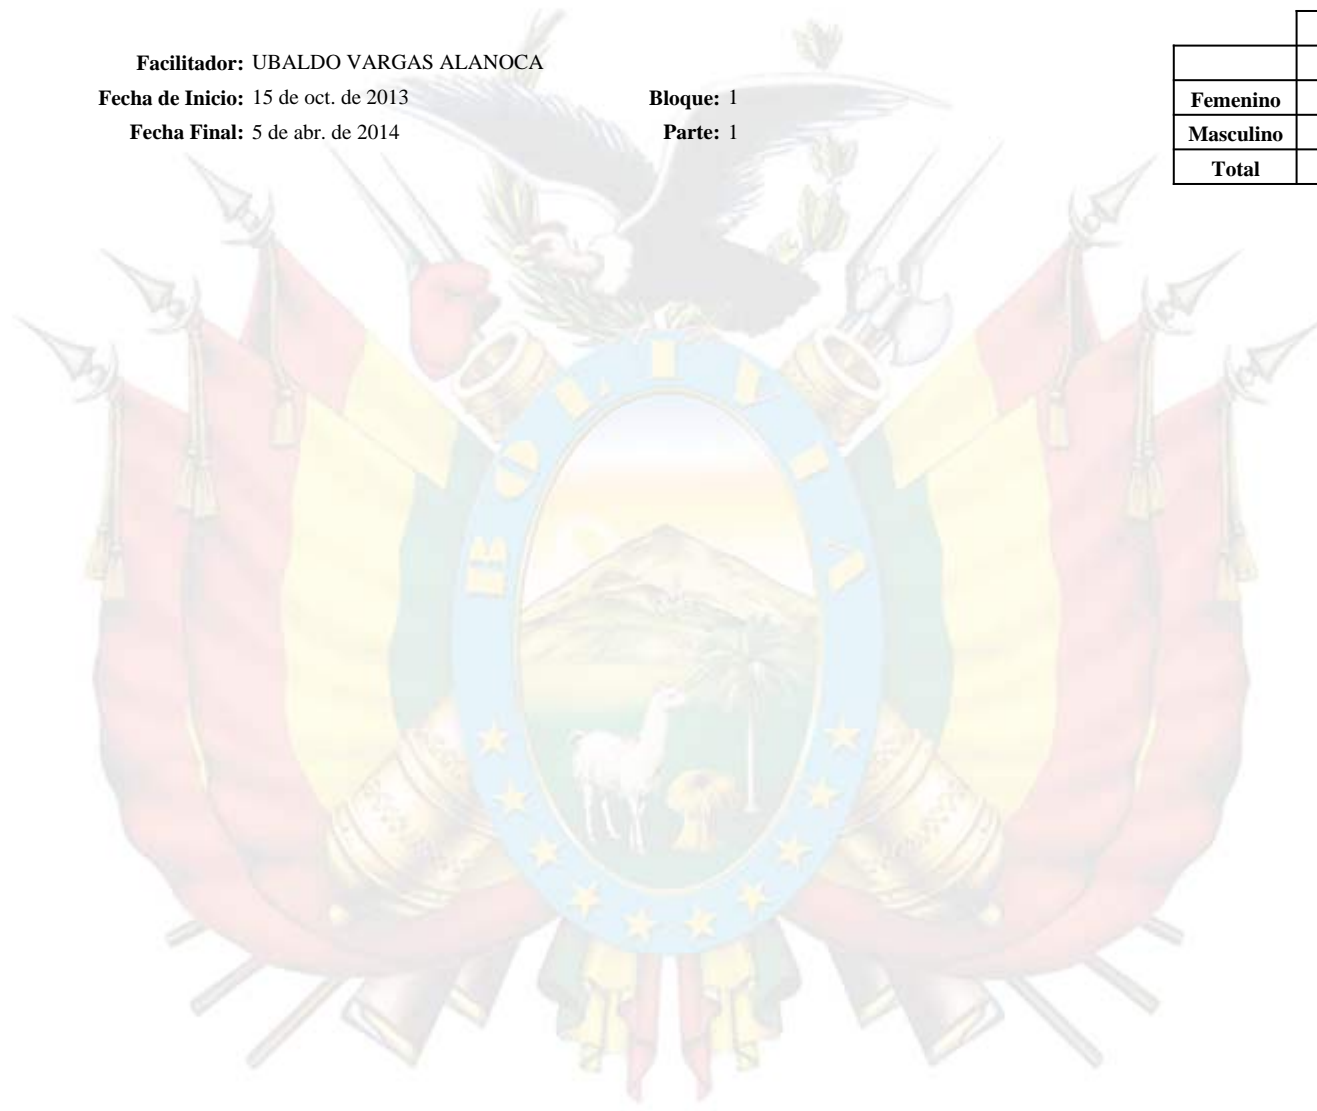 Facilitador: UBALDO VARGAS ALANOCA
Fecha de Inicio: 15 de oct. de 2013 Bloque: 1
Fecha Final: 5 de abr. de 2014 Parte: 1
Femenino
Masculino
Total
BOLIVIA